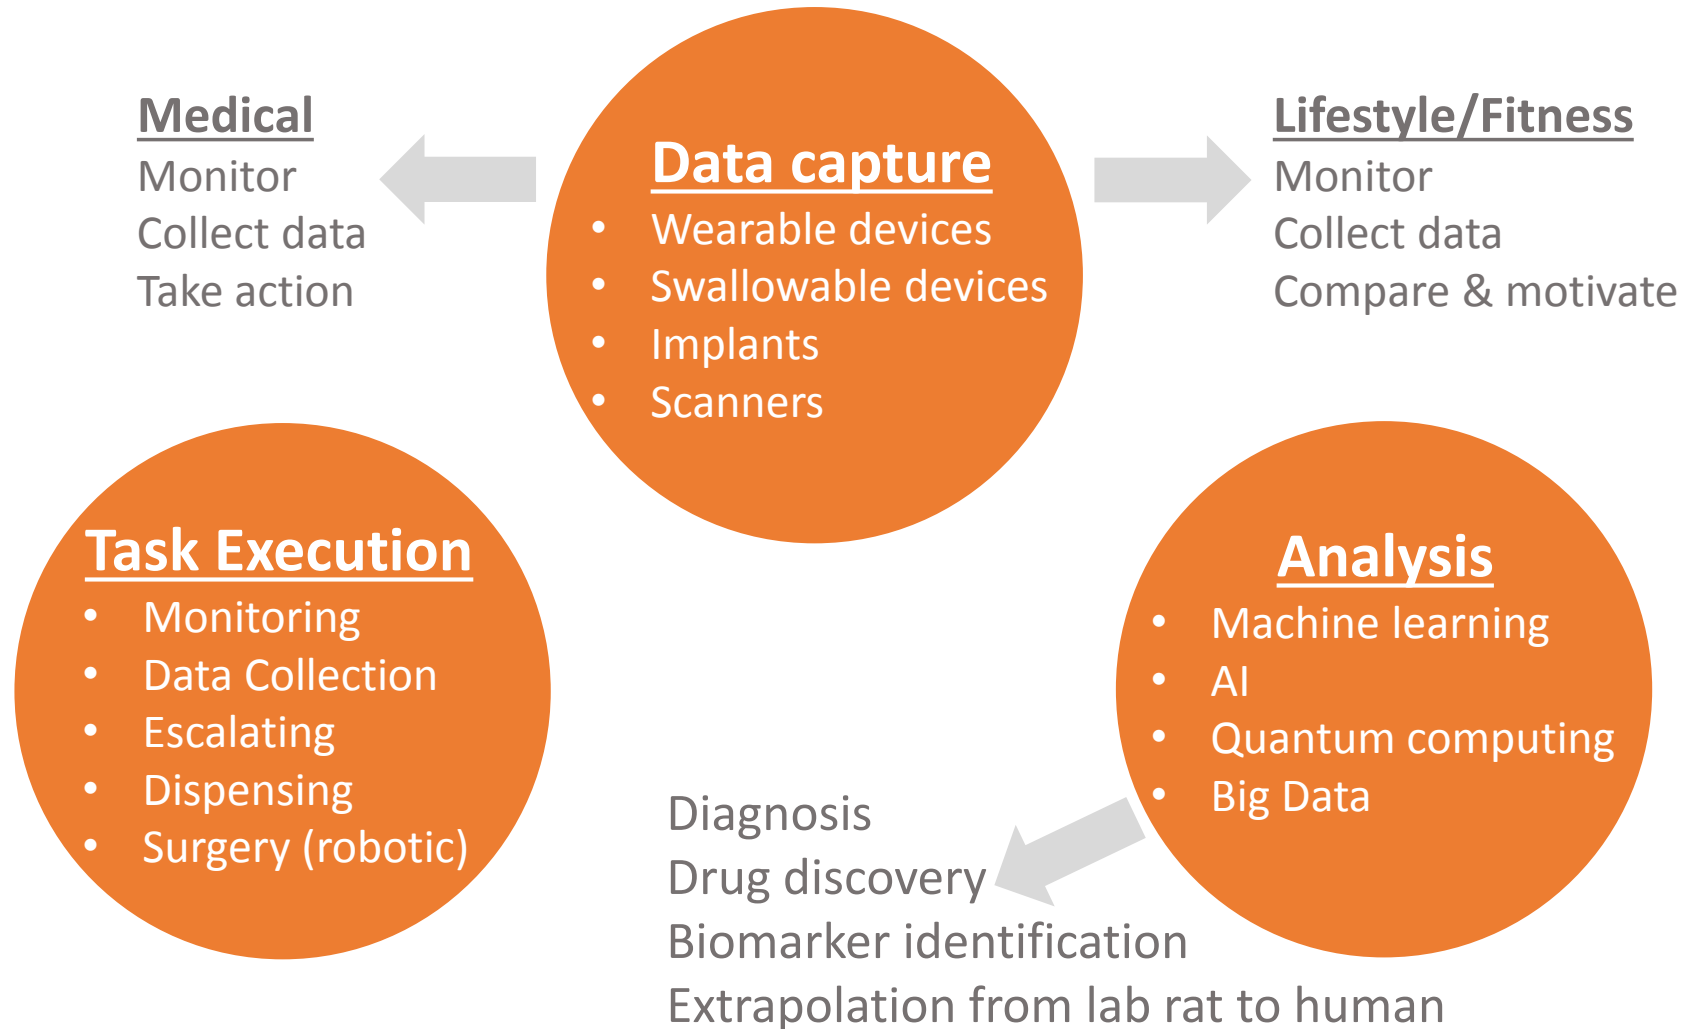 Medical
Monitor
Collect data
Take action
Data capture
• Wearable devices
• Swallowable devices
• Implants
• Scanners
Lifestyle/Fitness
Monitor
Collect data
Compare & motivate
Task Execution
• Monitoring
• Data Collection
• Escalating
• Dispensing
• Surgery (robotic)
Analysis
• Machine learning
• AI
• Quantum computing
• Big Data
Diagnosis
Drug discovery
Biomarker identification
Extrapolation from lab rat to human